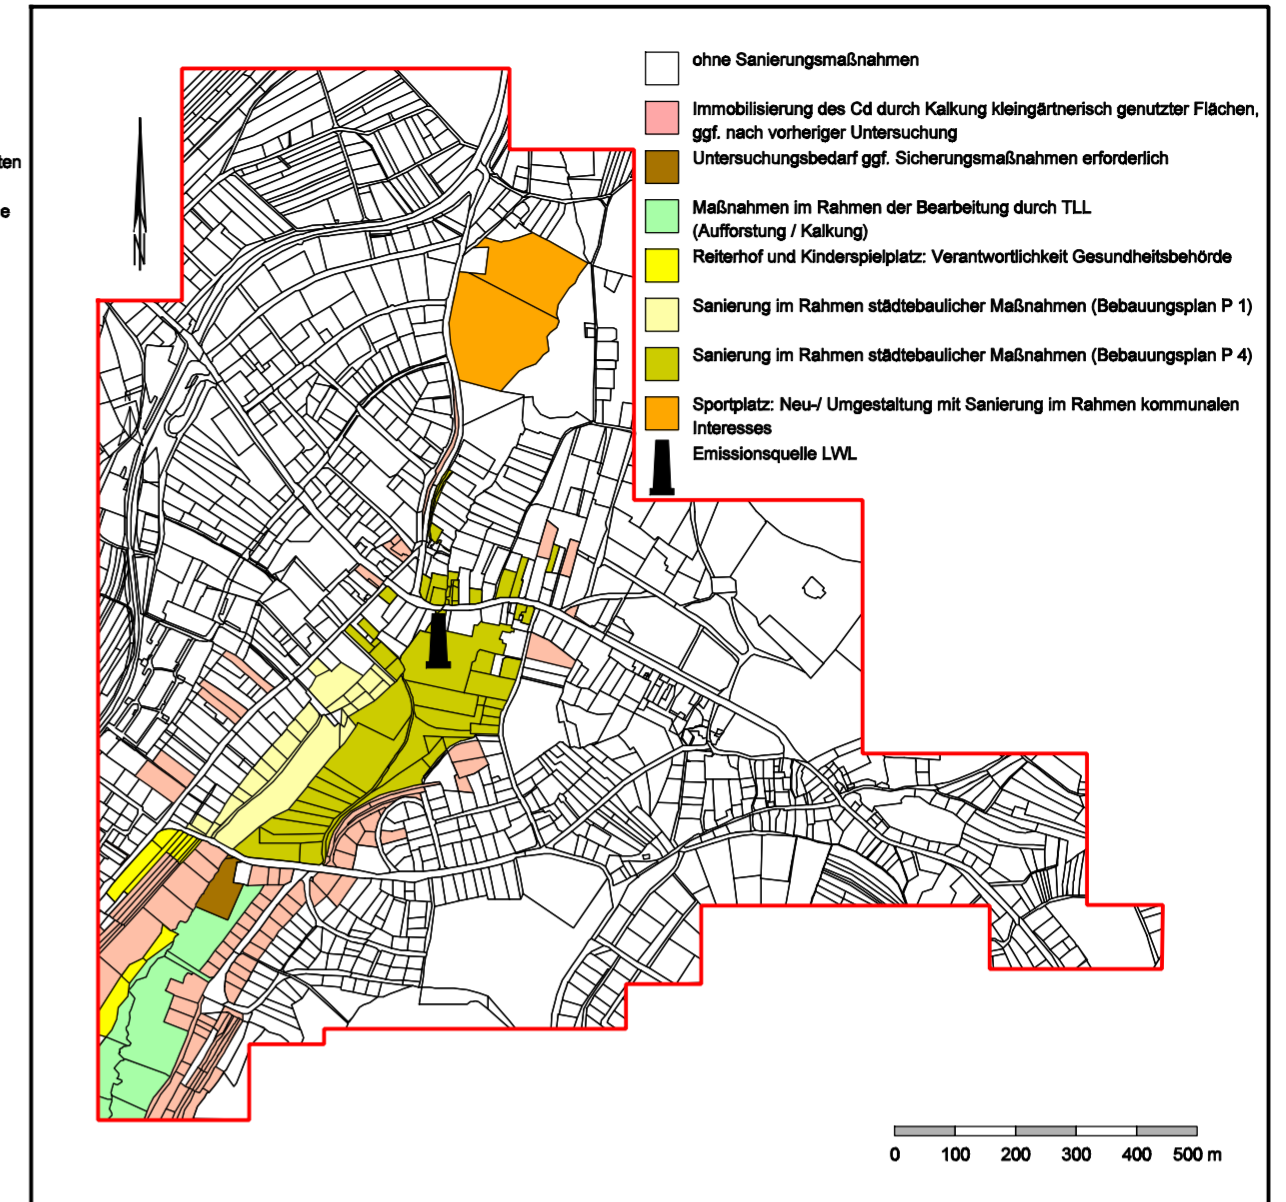 ten
e
N
ohne Sanierungsmaßnahmen
Immobilisierung des Cd durch Kalkung kleingärtnerisch genutzter Flächen,
ggf. nach vorheriger Untersuchung
Untersuchungsbedarf ggf. Sicherungsmaßnahmen erforderlich
Maßnahmen im Rahmen der Bearbeitung durch TLL
(Aufforstung / Kalkung)
Reiterhof und Kinderspielplatz: Verantwortlichkeit Gesundheitsbehörde
Sanierung im Rahmen städtebaulicher Maßnahmen (Bebauungsplan P 1)
Sanierung im Rahmen städtebaulicher Maßnahmen (Bebauungsplan P 4)
Sportplatz: Neu-/ Umgestaltung mit Sanierung im Rahmen kommunalen
Interesses
Emissionsquelle LWL
0 100 200 300 400 500 m